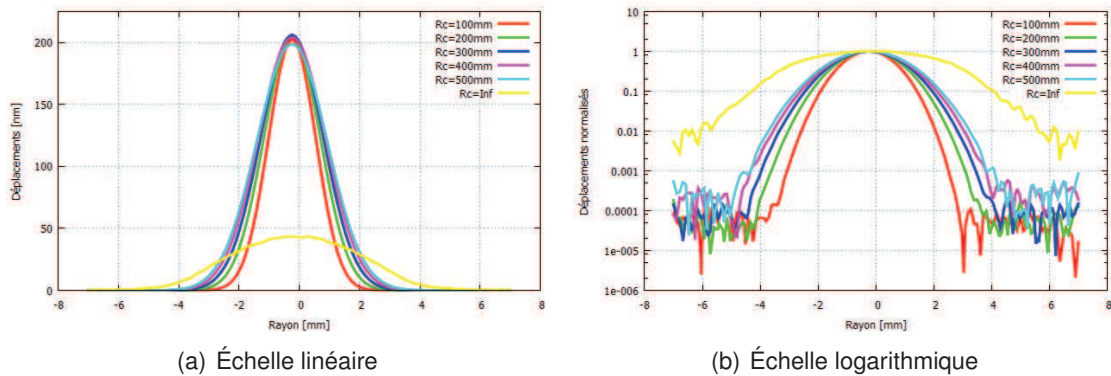 Déplacements [nm]
200
150
100
50
0
-8 -6 -4 -2 0 2 4 6 8
Rayon [mm]
Rc=100mm
Rc=200mm
Rc=300mm
Rc=400mm
Rc=500mm
Rc=Inf
(a) Échelle linéaire
Déplacements normalisés
10
1
0.1
0.01
0.001
0.0001
1e-005
1e-006
-8 -6 -4 -2 0 2 4 6 8
Rayon [mm]
Rc=100mm
Rc=200mm
Rc=300mm
Rc=400mm
Rc=500mm
Rc=Inf
(b) Échelle logarithmique